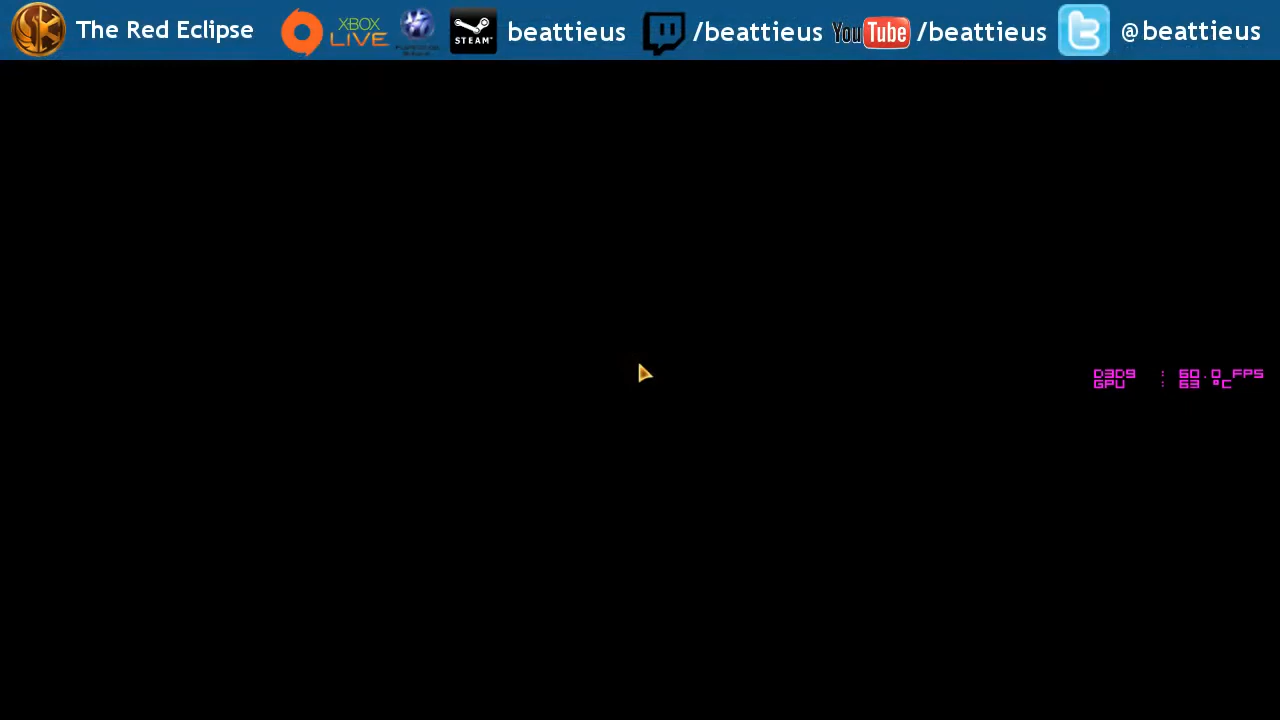 The Red Eclipse
XBOX
LIVE
STEAM
beattieus
/beattieus
YouTube /beattieus
@beattieus
D3D9 : 60.0 FPS
GPU : 63 °C